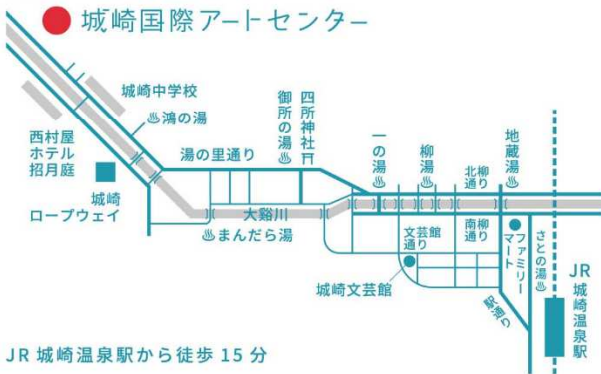 城崎国際アートセンター
城崎中学校
鴻の湯
西村屋
ホテル
招月庭
城崎
ロープウェイ
湯の里通り
御所の湯
四所神社
大谿川
まんだら湯
一の湯
柳湯
北柳
通り
地蔵湯
文芸館
通り
南柳
通り
ファミリー
マート
さとの湯
城崎文芸館
駅通り
JR
城崎温泉駅
JR 城崎温泉駅から徒歩 15 分